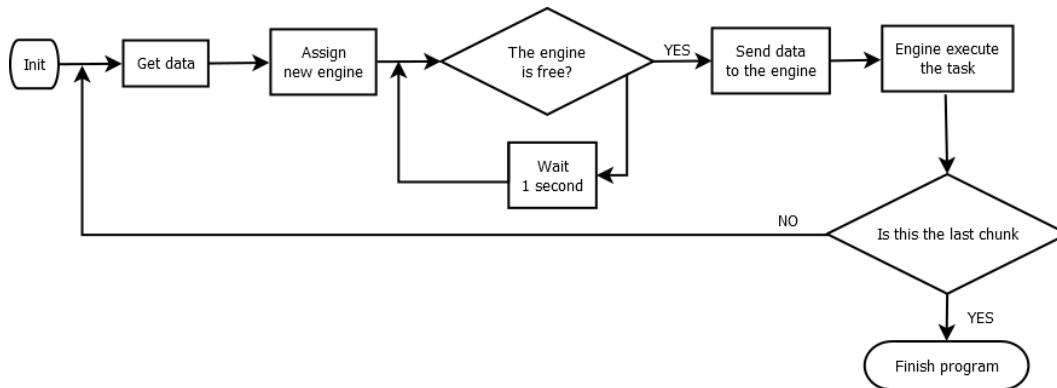 Init
Get data
Assign
new engine
The engine
is free?
YES
Send data
to the engine
Engine execute
the task
Wait
1 second
NO
Is this the last chunk
YES
Finish program